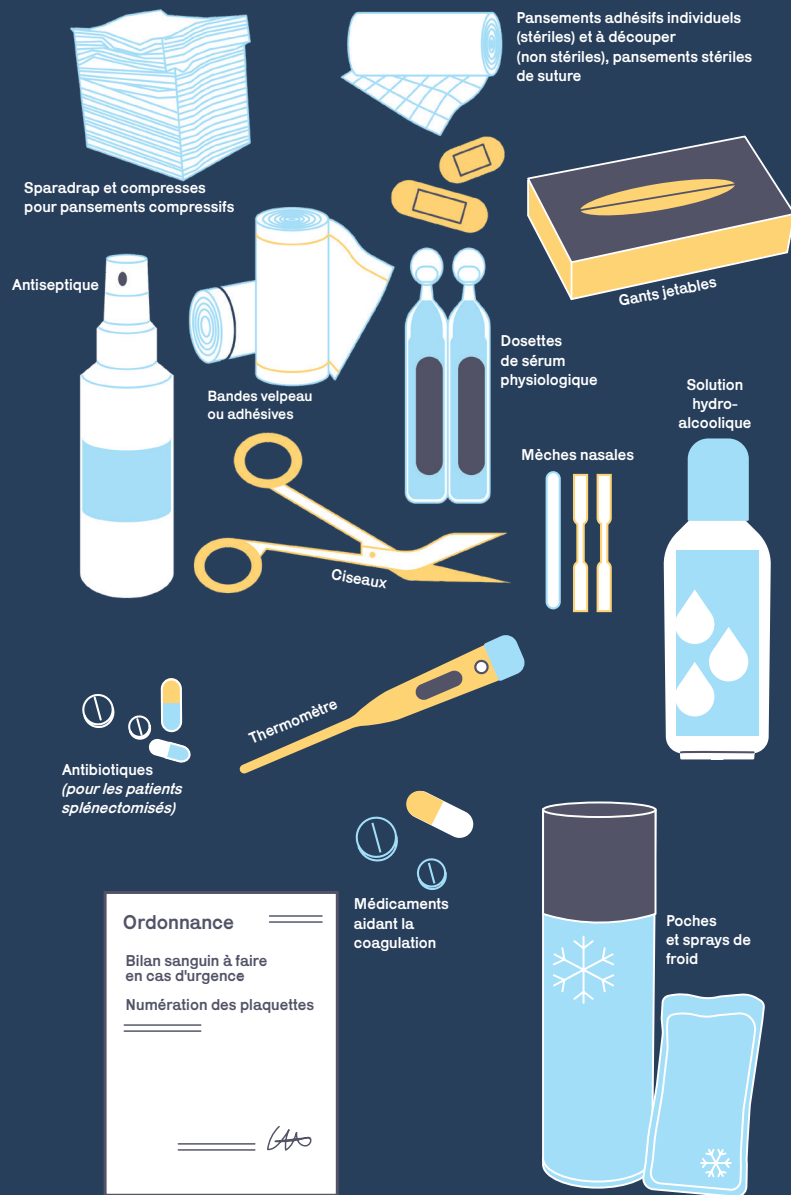 Pansements adhésifs individuels
(stériles) et à découper
(non stériles), pansements stériles
de suture
Sparadrap et compresses
pour pansements compressifs
Gants jetables
Antiseptique
Bandes velpeau
ou adhésives
Dosettes
de sérum
physiologique
Solution
hydro-
alcoolique
Mèches nasales
Ciseaux
Thermomètre
Antibiotiques
(pour les patients
splénectomisés)
Médicaments
aidant la
coagulation
Poches
et sprays de
froid
Ordonnance
Bilan sanguin à faire
en cas d'urgence
Numération des plaquettes